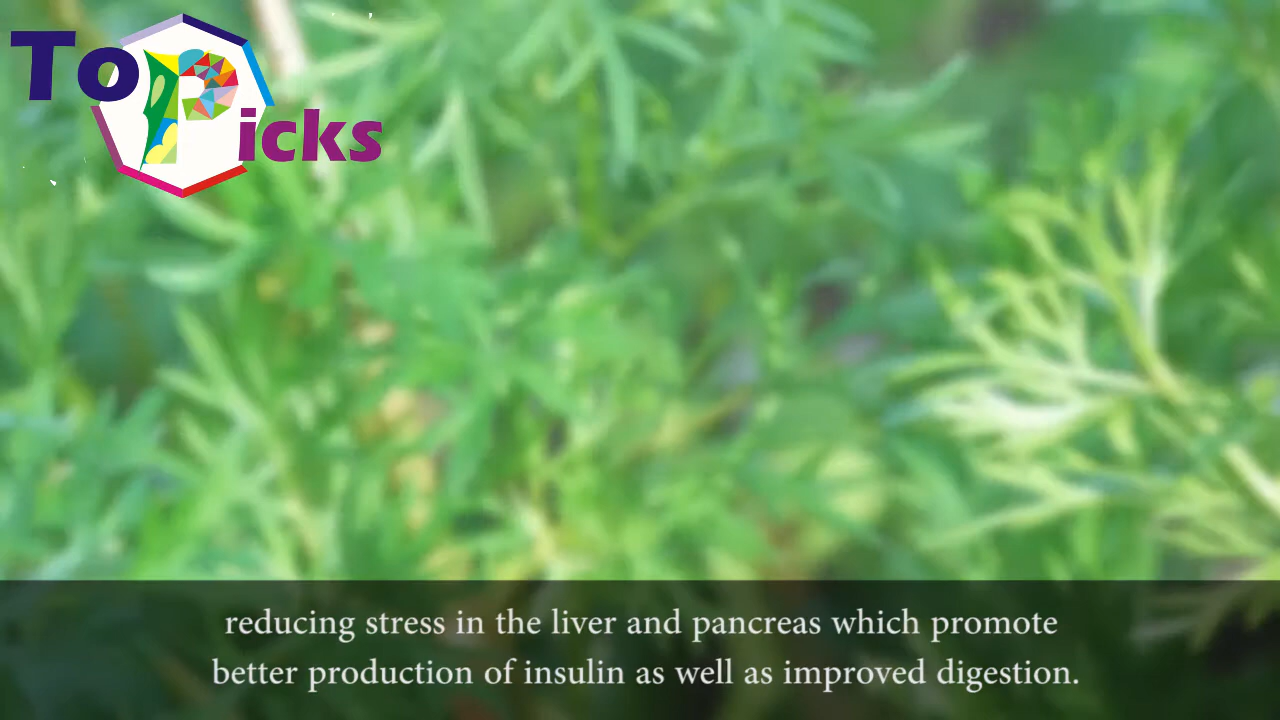 ToPicks
reducing stress in the liver and pancreas which promote
better production of insulin as well as improved digestion.